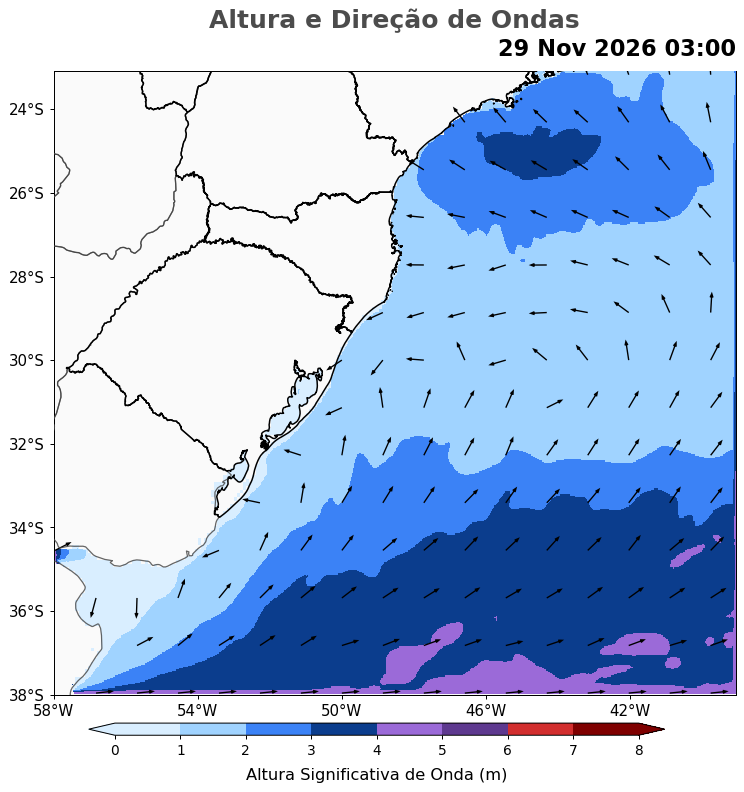 Altura e Direção de Ondas
29 Nov 2026 03:00
24°S
26°S
28°S
30°S
32°S
34°S
36°S
38°S
58°W 54°W 50°W 46°W 42°W
0 1 2 3 4 5 6 7 8
Altura Significativa de Onda (m)